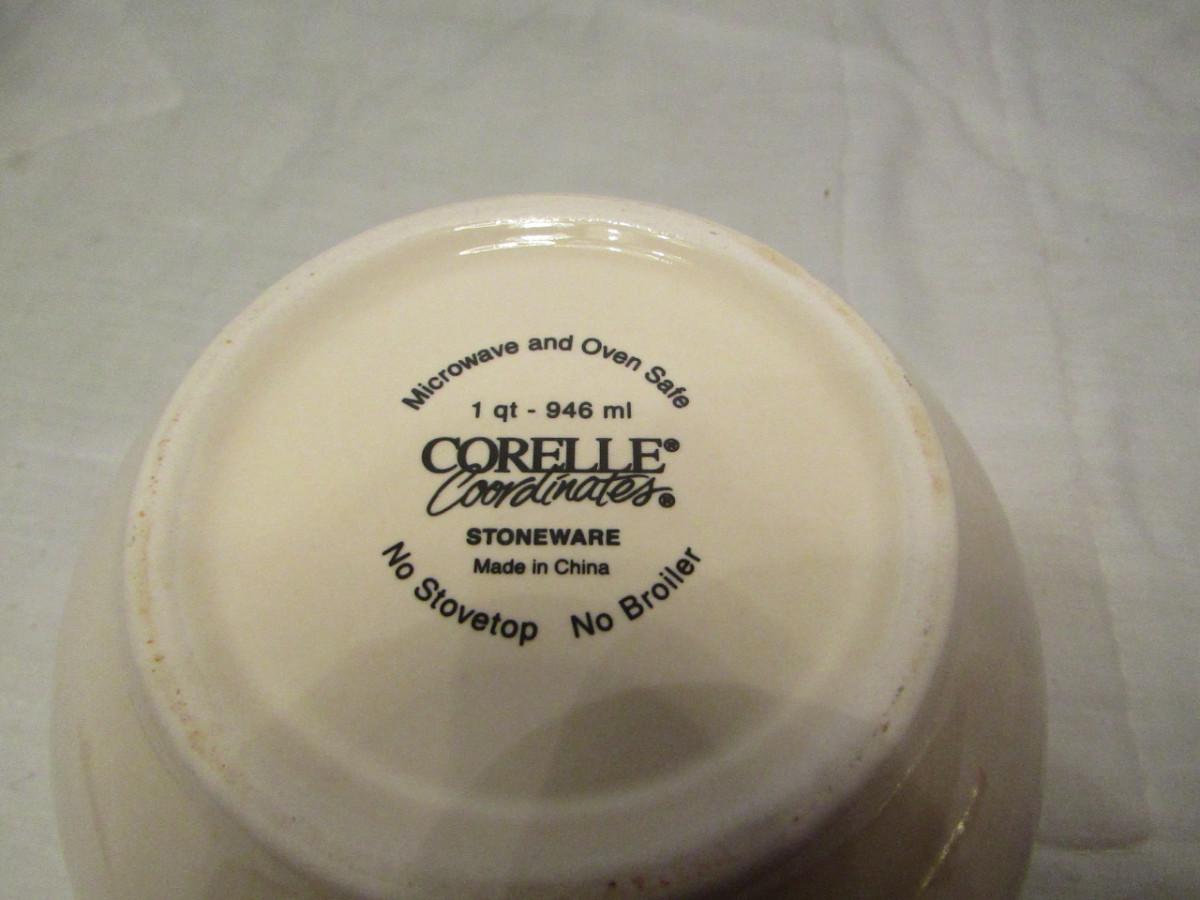 Microwave and Oven Safe
1 qt - 946 ml
CORELLE®
Coordinates®
STONEWARE
Made in China
No Stovetop No Broiler